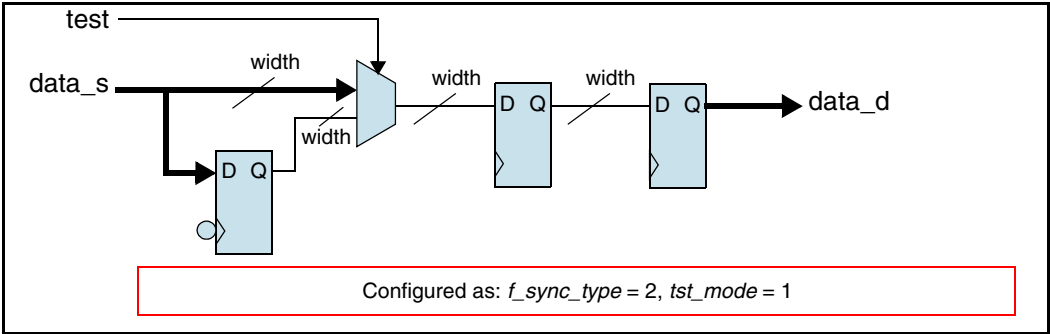 test
width
width
width
data_s
data_d
D Q
D Q
width
D Q
Configured as: f_sync_type = 2, tst_mode = 1